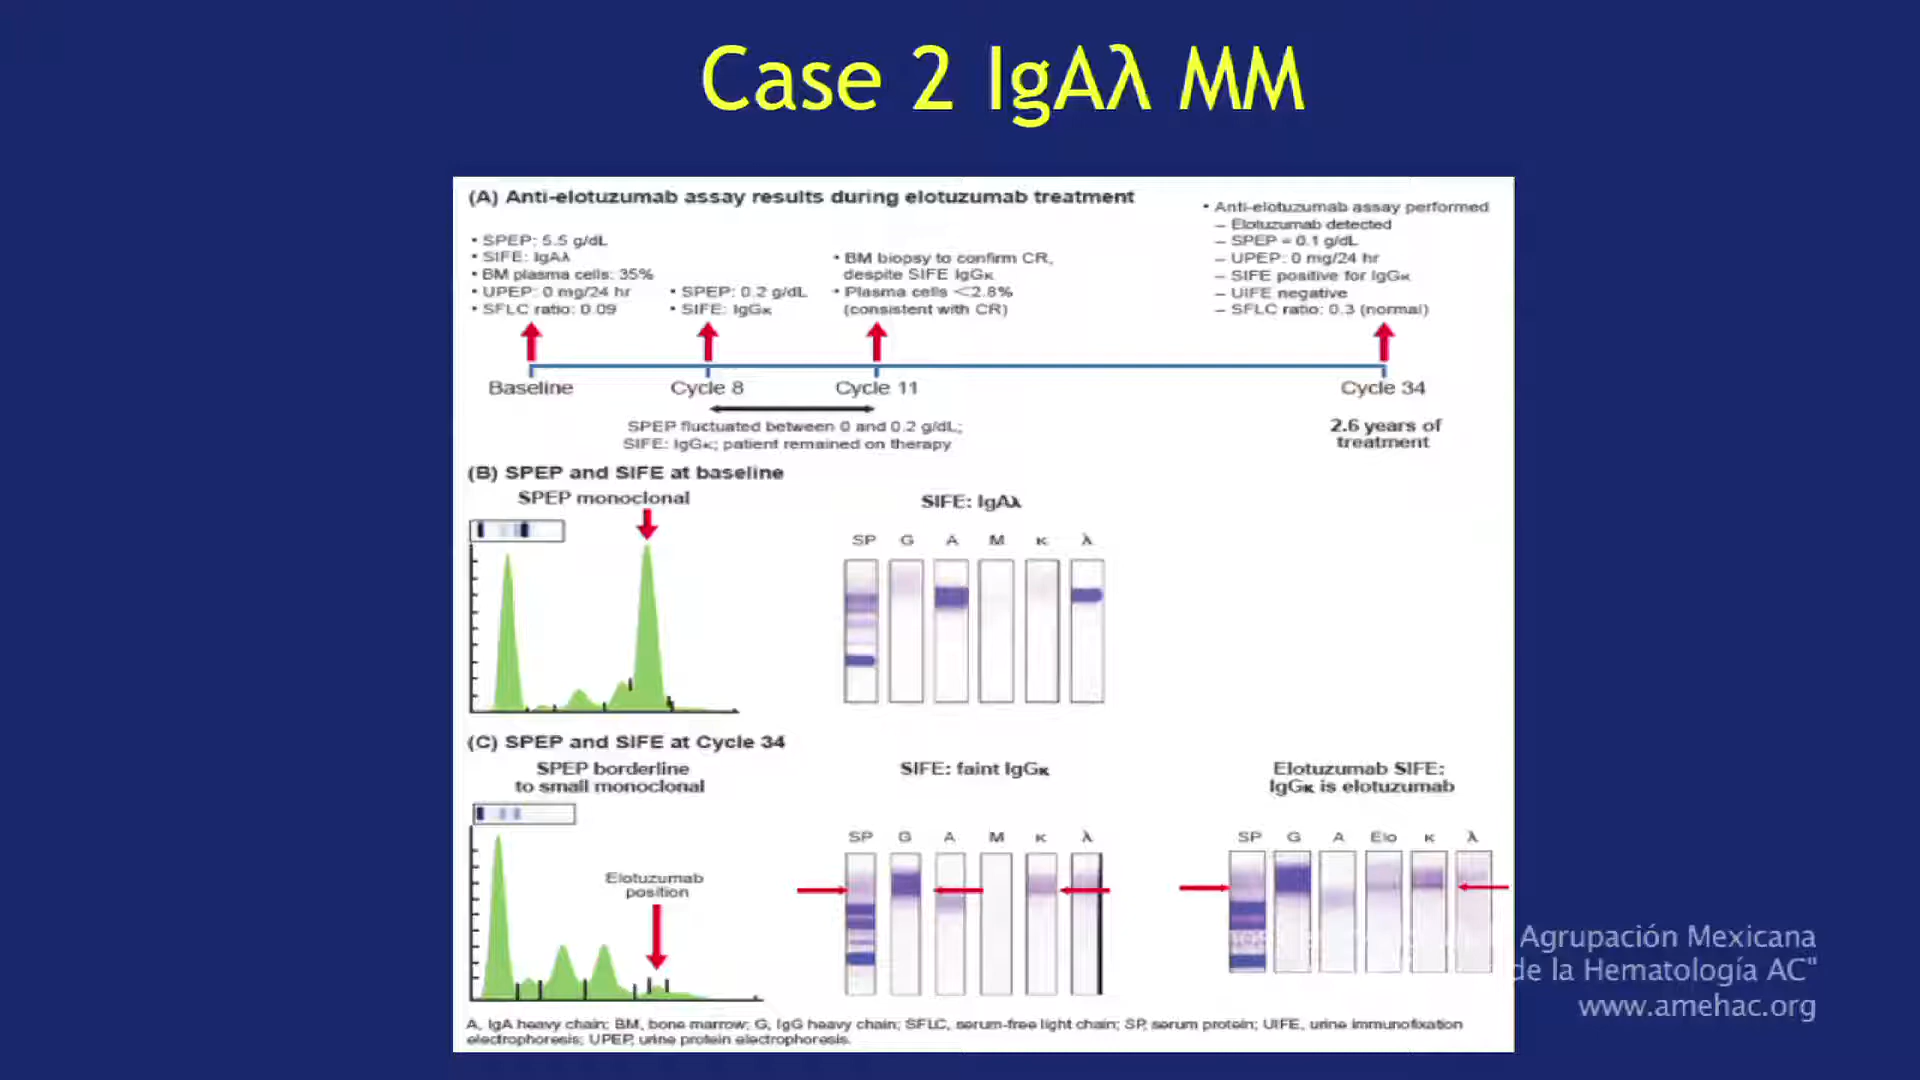 Case 2 IgAλ MM
(A) Anti-elotuzumab assay results during elotuzumab treatment
• SPEP: 5.5 g/dL
• SIFE: IgAλ
• BM plasma cells: 35%
• UPEP: 0 mg/24 hr
• SFLC ratio: 0.09
• SPEP: 0.2 g/dL
• SIFE: IgGκ
• BM biopsy to confirm CR,
despite SIFE IgGκ
• Plasma cells <2.8%
(consistent with CR)
• Anti-elotuzumab assay performed
– Elotuzumab detected
– SPEP = 0.1 g/dL
– UPEP: 0 mg/24 hr
– SIFE positive for IgGκ
– UIFE negative
– SFLC ratio: 0.3 (normal)
Baseline
Cycle 8
Cycle 11
Cycle 34
SPEP fluctuated between 0 and 0.2 g/dL;
SIFE: IgGκ; patient remained on therapy
2.6 years of
treatment
(B) SPEP and SIFE at baseline
SPEP monoclonal
SIFE: IgAλ
SP G A M κ λ
(C) SPEP and SIFE at Cycle 34
SPEP borderline
to small monoclonal
Elotuzumab
position
SIFE: faint IgGκ
SP G A M κ λ
Elotuzumab SIFE:
IgGκ is elotuzumab
SP G A Elo κ λ
A, IgA heavy chain; BM, bone marrow; G, IgG heavy chain; SFLC, serum-free light chain; SP, serum protein; UIFE, urine immunofixation
electrophoresis; UPEP, urine protein electrophoresis.
Agrupación Mexicana
de la Hematología AC"
www.amehac.org